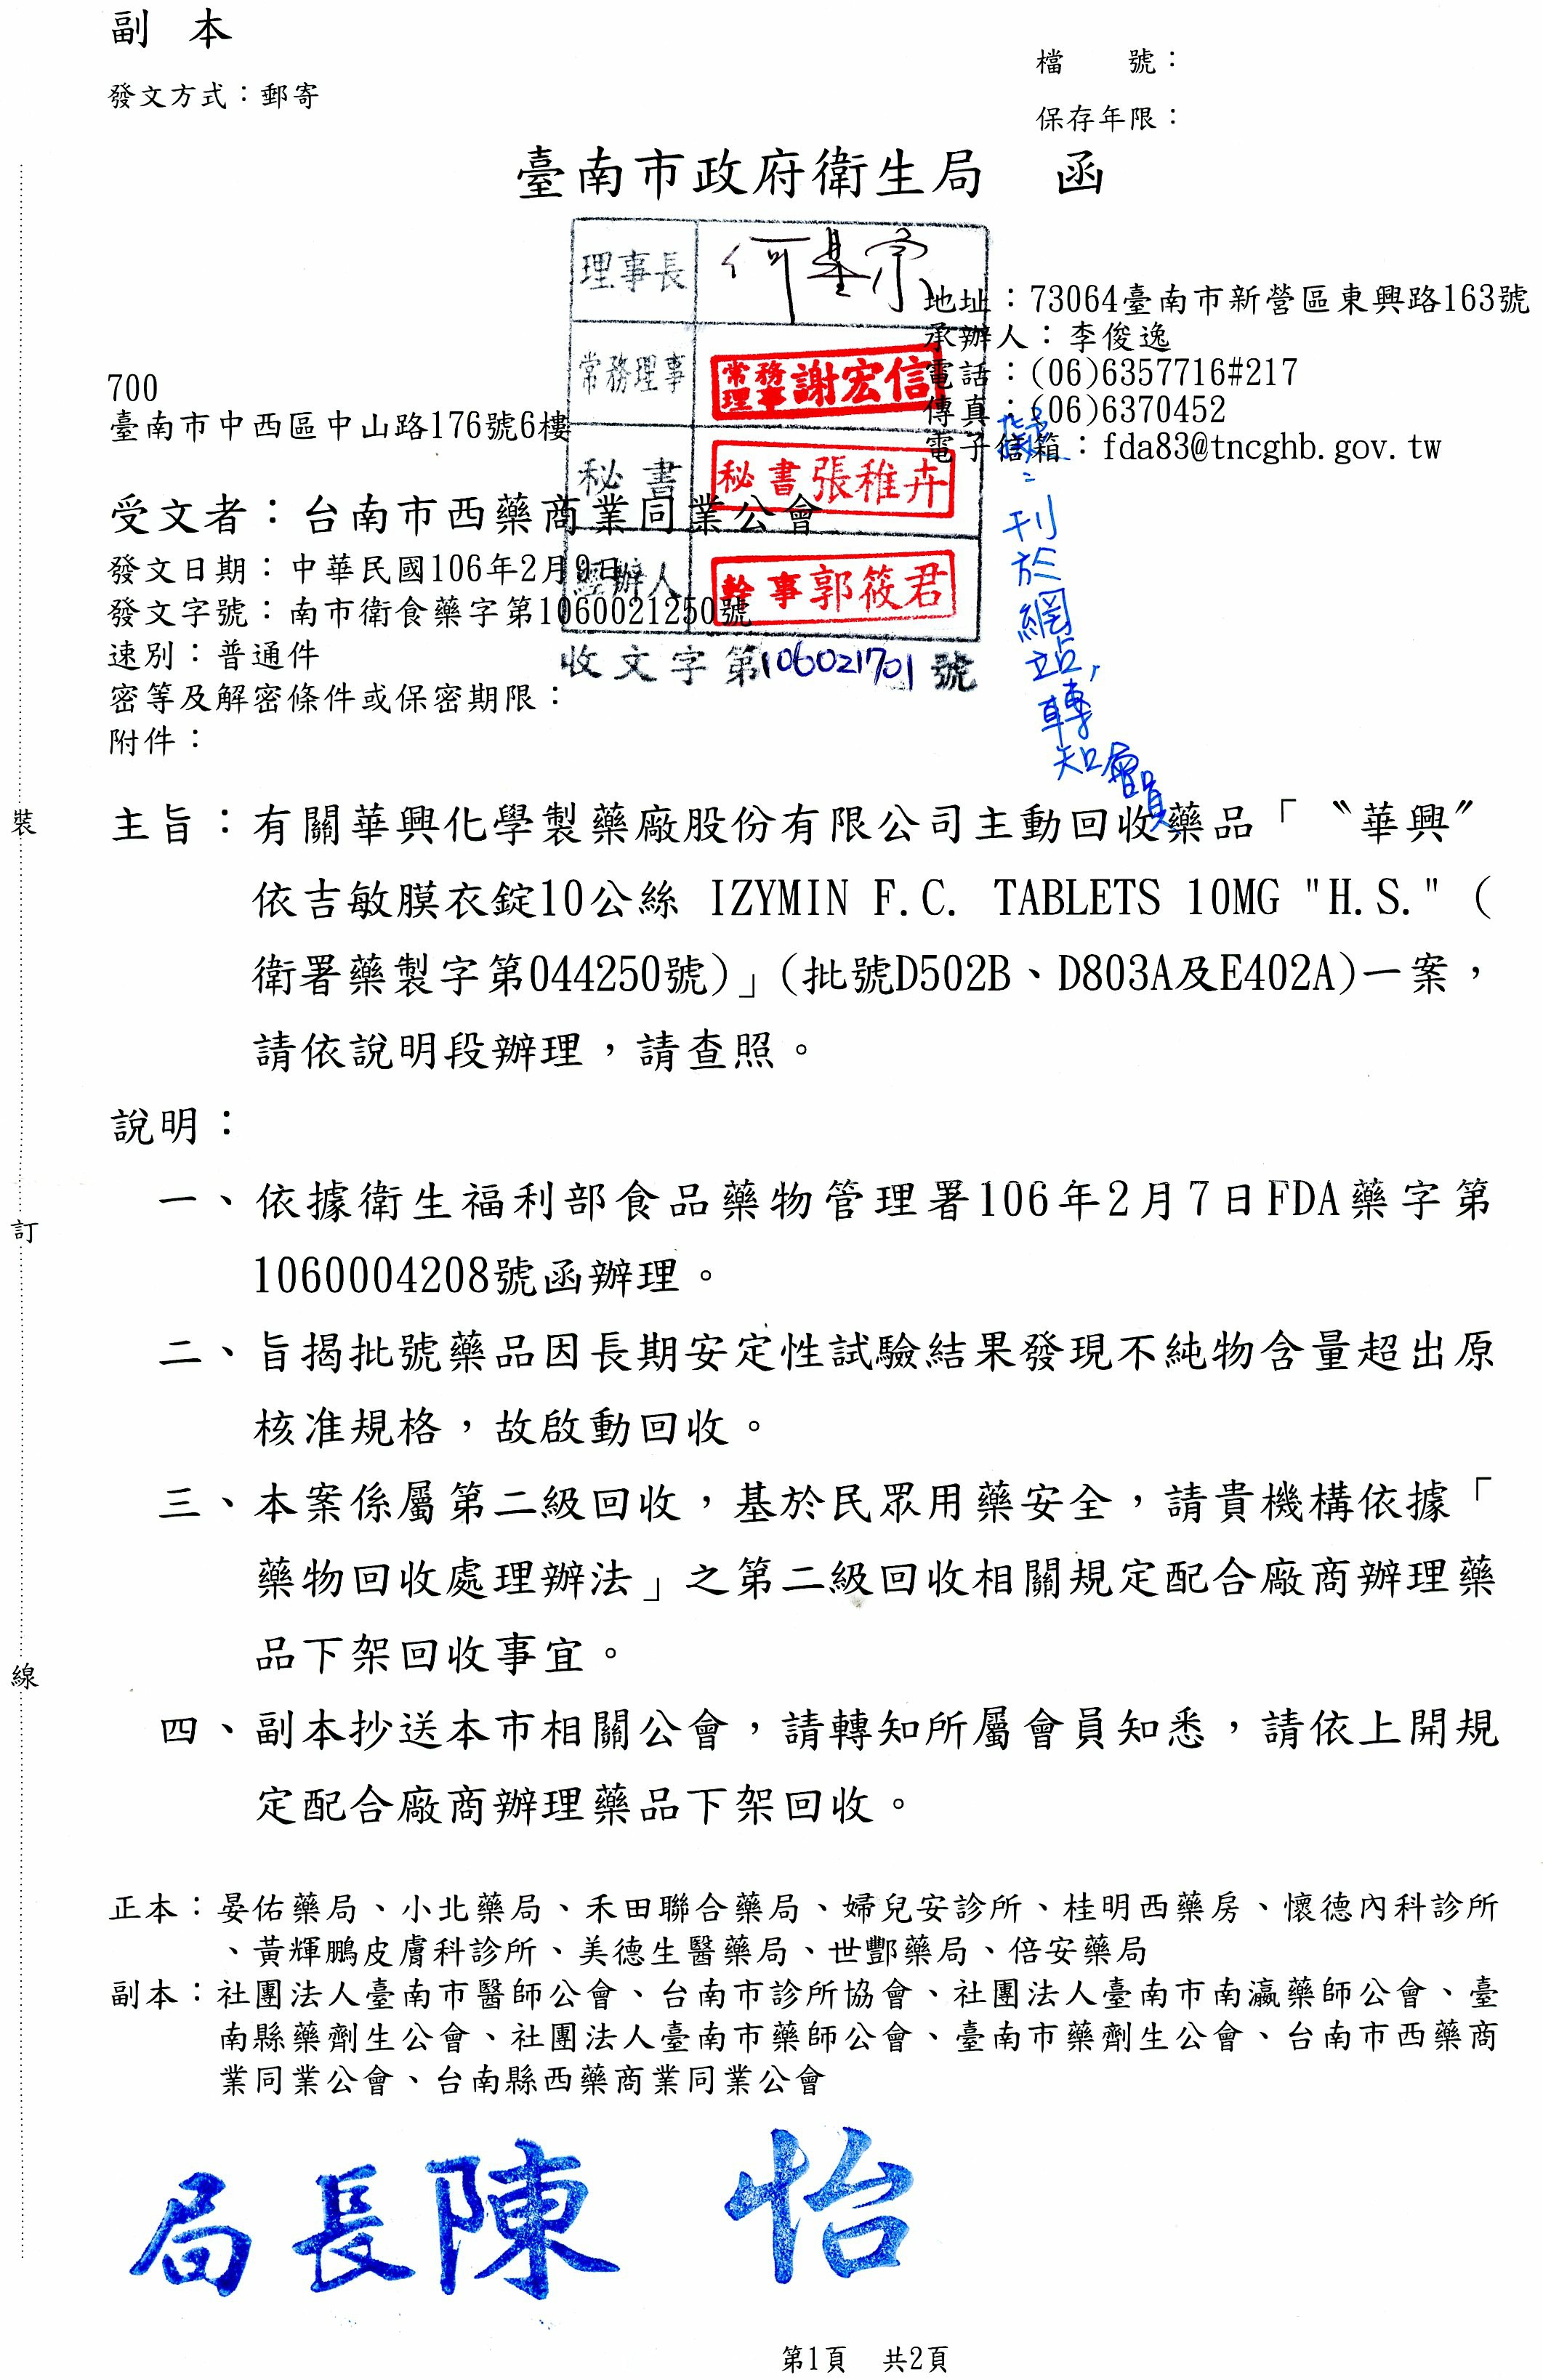 副本
發文方式：郵寄
檔　　號：
保存年限：
臺南市政府衛生局　函
理事長 何基宗
常務理事 常務理事 謝宏信
秘書 秘書 張稚卉
經辦人 幹事 郭筱君
收文字第106021701號
地址：73064臺南市新營區東興路163號
承辦人：李俊逸
電話：(06)6357716#217
傳真：(06)6370452
電子信箱：fda83@tncghb.gov.tw
擬：刊於網站，轉知會員
700
臺南市中西區中山路176號6樓
受文者：台南市西藥商業同業公會
發文日期：中華民國106年2月9日
發文字號：南市衛食藥字第1060021250號
速別：普通件
密等及解密條件或保密期限：
附件：
主旨：有關華興化學製藥廠股份有限公司主動回收藥品「〝華興〞
依吉敏膜衣錠10公絲 IZYMIN F.C. TABLETS 10MG "H.S."（
衛署藥製字第044250號)」(批號D502B、D803A及E402A)一案，
請依說明段辦理，請查照。
說明：
一、依據衛生福利部食品藥物管理署106年2月7日FDA藥字第
1060004208號函辦理。
二、旨揭批號藥品因長期安定性試驗結果發現不純物含量超出原
核准規格，故啟動回收。
三、本案係屬第二級回收，基於民眾用藥安全，請貴機構依據「
藥物回收處理辦法」之第二級回收相關規定配合廠商辦理藥
品下架回收事宜。
四、副本抄送本市相關公會，請轉知所屬會員知悉，請依上開規
定配合廠商辦理藥品下架回收。
正本：晏佑藥局、小北藥局、禾田聯合藥局、婦兒安診所、桂明西藥房、懷德內科診所
、黃輝鵬皮膚科診所、美德生醫藥局、世酆藥局、倍安藥局
副本：社團法人臺南市醫師公會、台南市診所協會、社團法人臺南市南瀛藥師公會、臺
南縣藥劑生公會、社團法人臺南市藥師公會、臺南市藥劑生公會、台南市西藥商
業同業公會、台南縣西藥商業同業公會
局長陳　怡
裝
訂
線
第1頁　共2頁